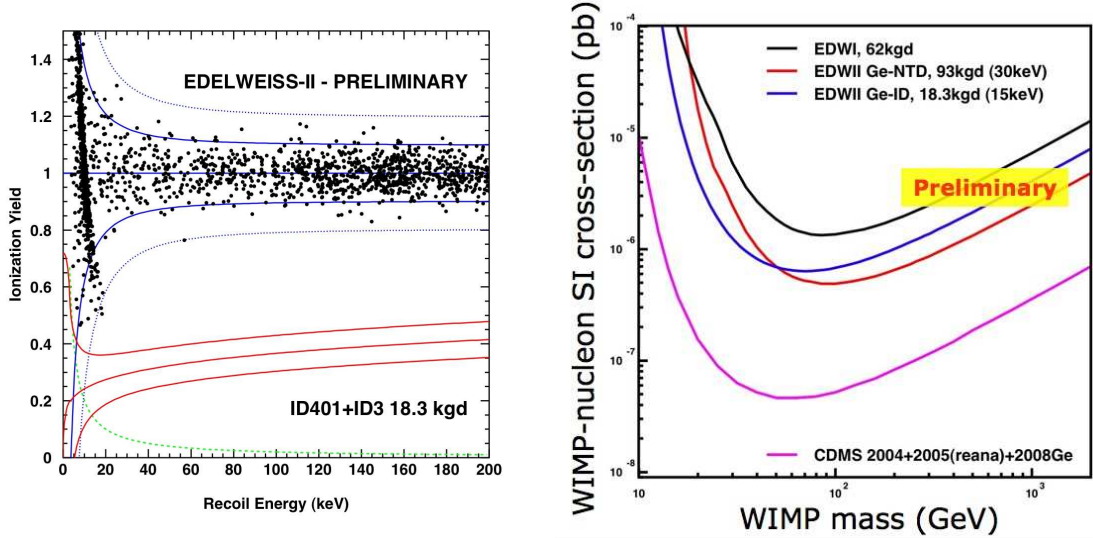 EDELWEISS-II - PRELIMINARY
Ionization Yield
1.4
1.2
1
0.8
0.6
0.4
0.2
0
ID401+ID3 18.3 kgd
0 20 40 60 80 100 120 140 160 180 200
Recoil Energy (keV)
WIMP-nucleon SI cross-section (pb)
10-4
10-5
10-6
10-7
10-8
EDWI, 62kgd
EDWII Ge-NTD, 93kgd (30keV)
EDWII Ge-ID, 18.3kgd (15keV)
Preliminary
CDMS 2004+2005(reana)+2008Ge
10 10² 10³
WIMP mass (GeV)